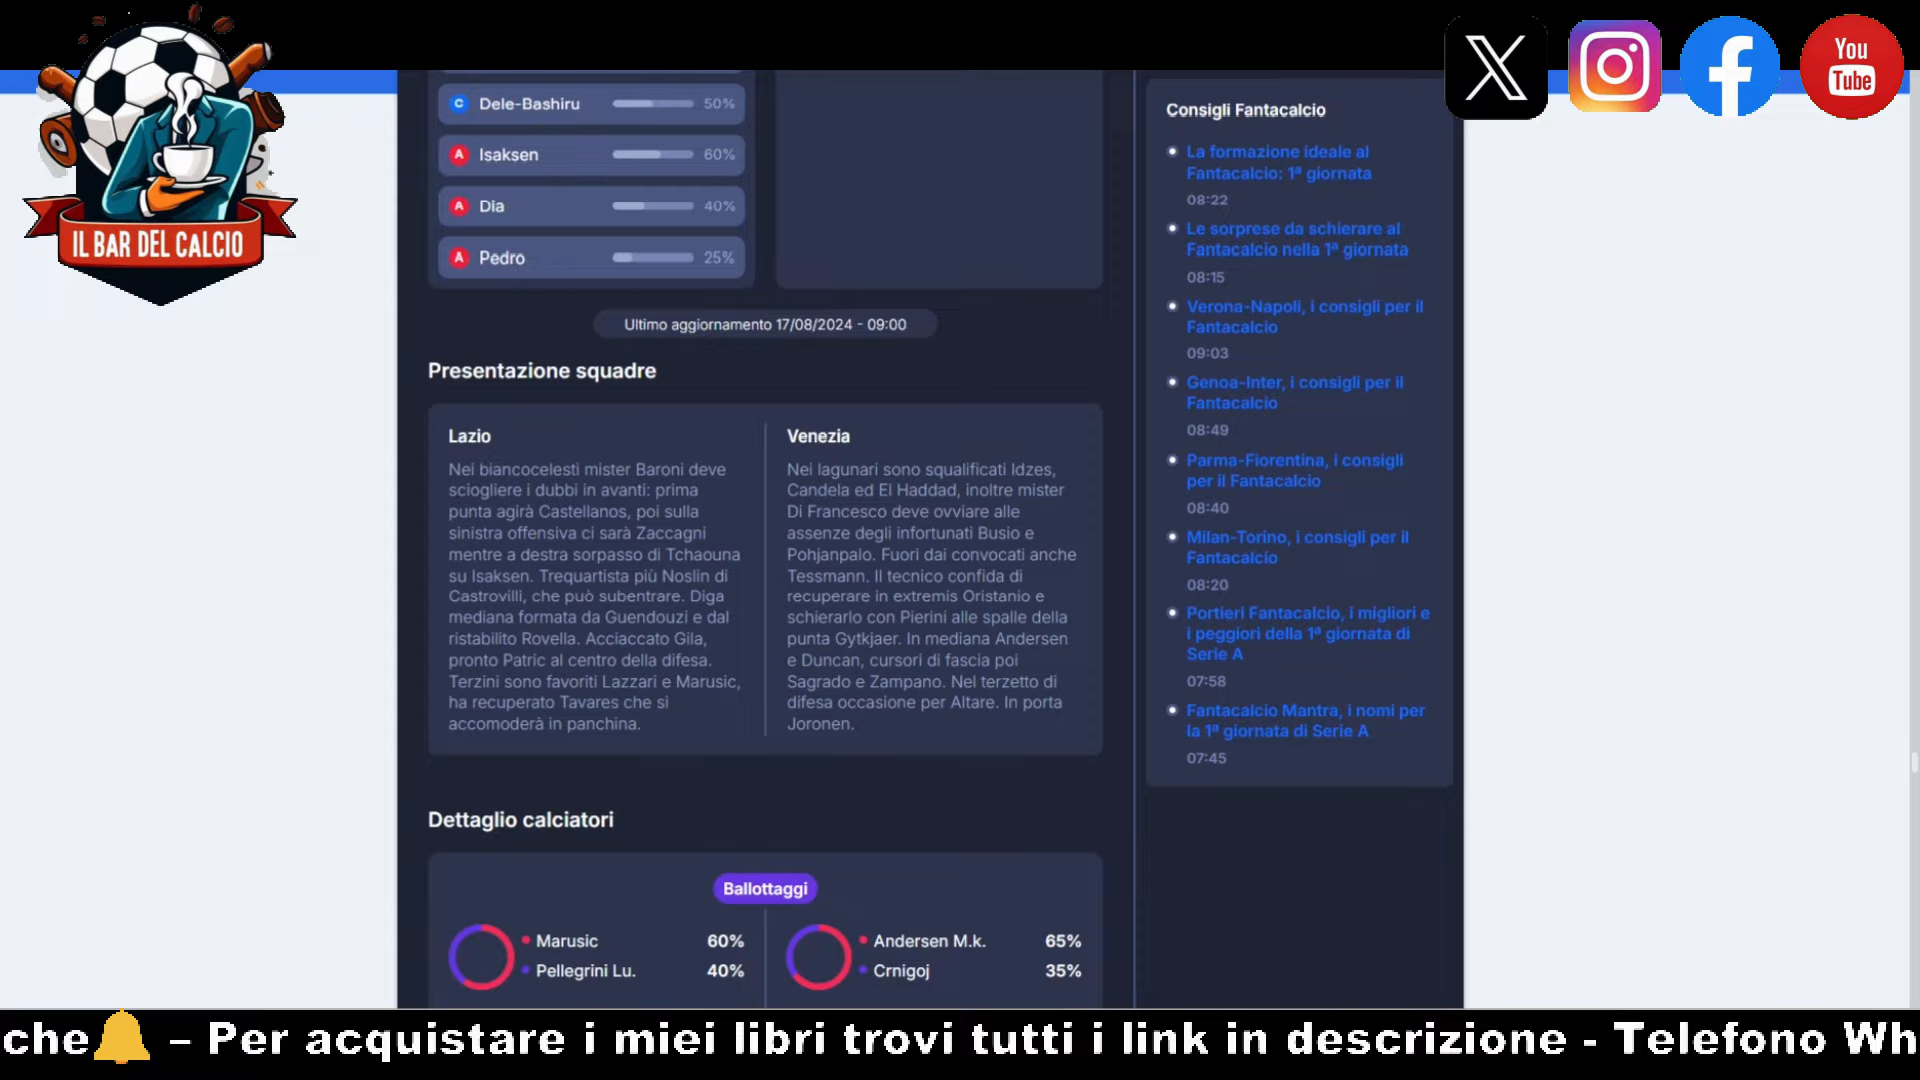 IL BAR DEL CALCIO
You
Tube
C Dele-Bashiru 50%
A Isaksen 60%
A Dia 40%
A Pedro 25%
Ultimo aggiornamento 17/08/2024 - 09:00
Presentazione squadre
Lazio
Nei biancocelesti mister Baroni deve
sciogliere i dubbi in avanti: prima
punta agirà Castellanos, poi sulla
sinistra offensiva ci sarà Zaccagni
mentre a destra sorpasso di Tchaouna
su Isaksen. Trequartista più Noslin di
Castrovilli, che può subentrare. Diga
mediana formata da Guendouzi e dal
ristabilito Rovella. Acciaccato Gila,
pronto Patric al centro della difesa.
Terzini sono favoriti Lazzari e Marusic,
ha recuperato Tavares che si
accomoderà in panchina.
Venezia
Nei lagunari sono squalificati Idzes,
Candela ed El Haddad, inoltre mister
Di Francesco deve ovviare alle
assenze degli infortunati Busio e
Pohjanpalo. Fuori dai convocati anche
Tessmann. Il tecnico confida di
recuperare in extremis Oristanio e
schierarlo con Pierini alle spalle della
punta Gytkjaer. In mediana Andersen
e Duncan, cursori di fascia poi
Sagrado e Zampano. Nel terzetto di
difesa occasione per Altare. In porta
Joronen.
Dettaglio calciatori
Ballottaggi
Marusic 60%
Pellegrini Lu. 40%
Andersen M.k. 65%
Crnigoj 35%
Consigli Fantacalcio
La formazione ideale al
Fantacalcio: 1ª giornata
08:22
Le sorprese da schierare al
Fantacalcio nella 1ª giornata
08:15
Verona-Napoli, i consigli per il
Fantacalcio
09:03
Genoa-Inter, i consigli per il
Fantacalcio
08:49
Parma-Fiorentina, i consigli
per il Fantacalcio
08:40
Milan-Torino, i consigli per il
Fantacalcio
08:20
Portieri Fantacalcio, i migliori e
i peggiori della 1ª giornata di
Serie A
07:58
Fantacalcio Mantra, i nomi per
la 1ª giornata di Serie A
07:45
che🔔 – Per acquistare i miei libri trovi tutti i link in descrizione - Telefono Wh